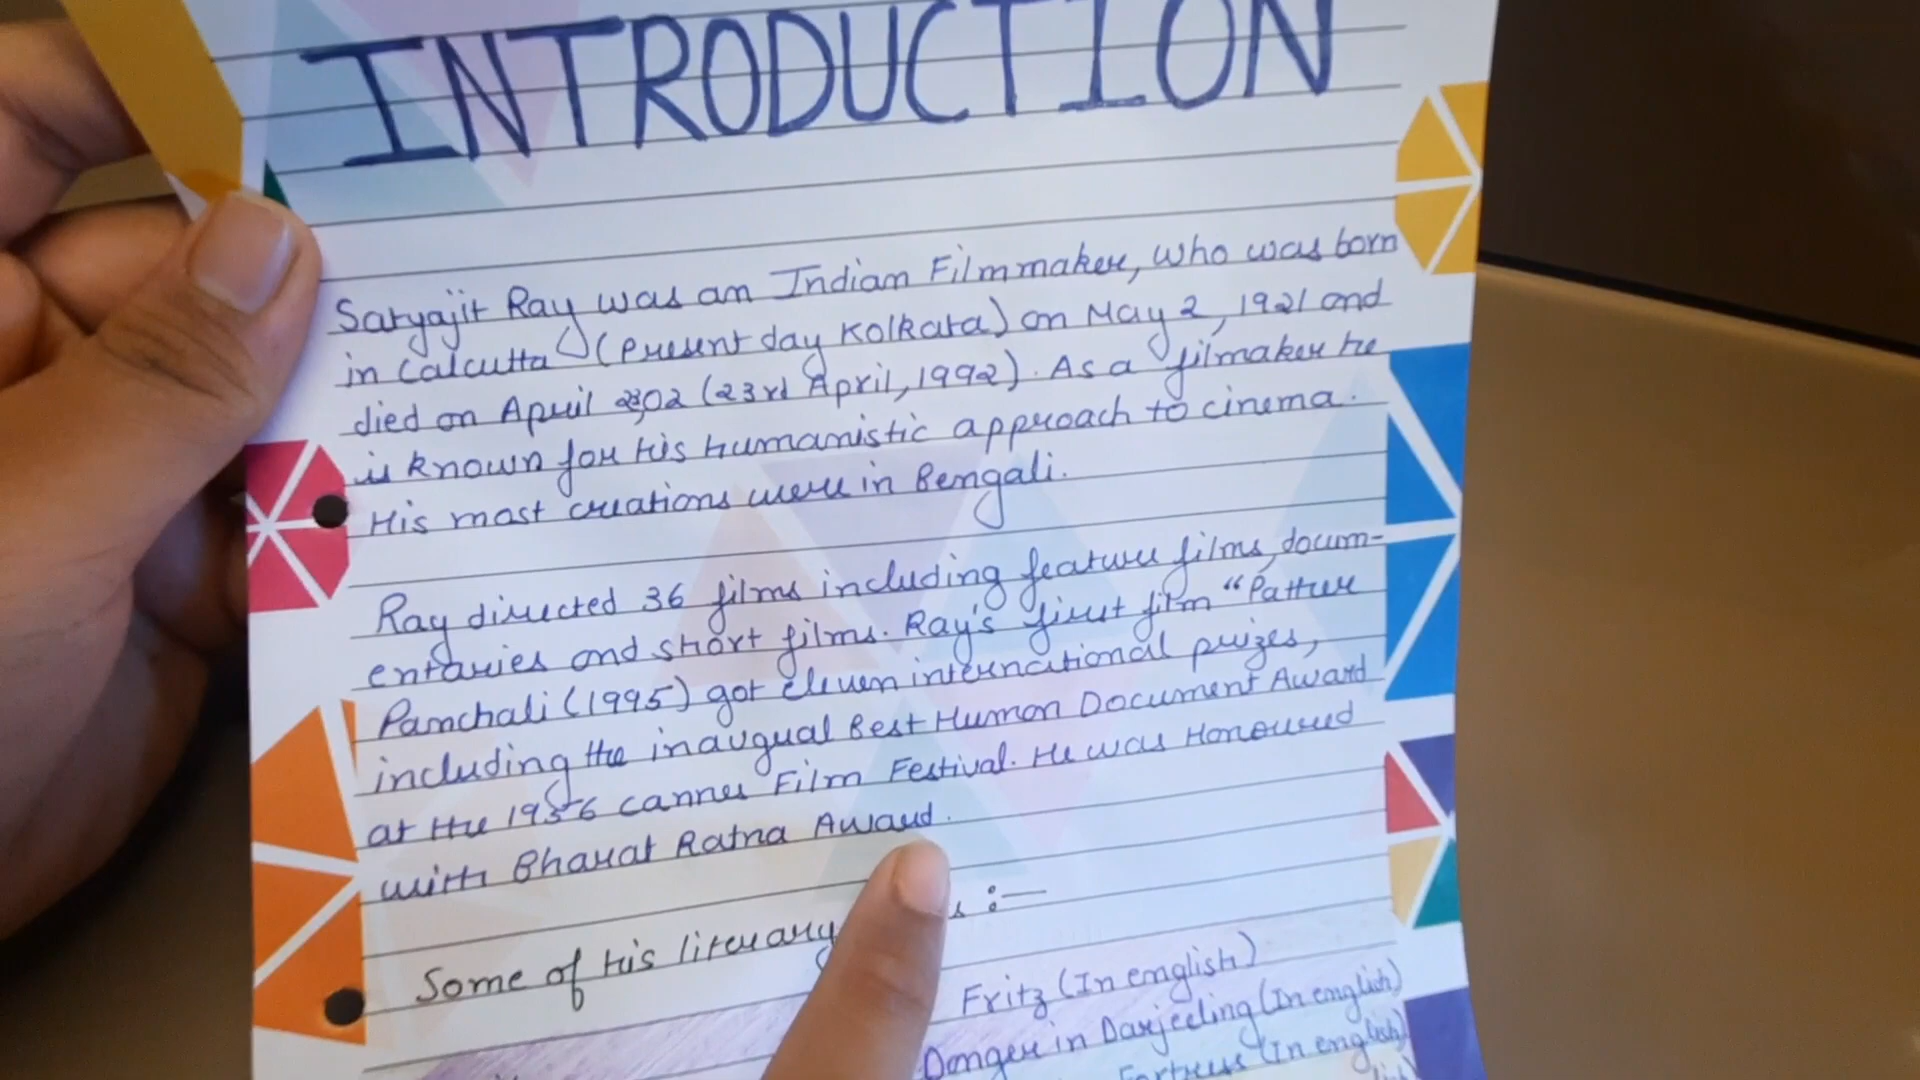 INTRODUCTION
Satyajit Ray was an Indian Filmmaker, who was born
in Calcutta (present day Kolkata) on May 2, 1921 and
died on April (23rd April, 1992). As a filmaker he
is known for his humanistic approach to cinema.
His most creations were in Bengali.
Ray directed 36 films including feature films, docum-
entaries and short films. Ray's first film "Pather
Panchali (1995) got eleven international prizes,
including the inaugual Best Human Document Award
at the 1956 cannes Film Festival. He was Honoured
with Bharat Ratna Award.
Some of his literary :—
Fritz (In english)
Danger in Darjeeling (In english)
Fortress (In english)